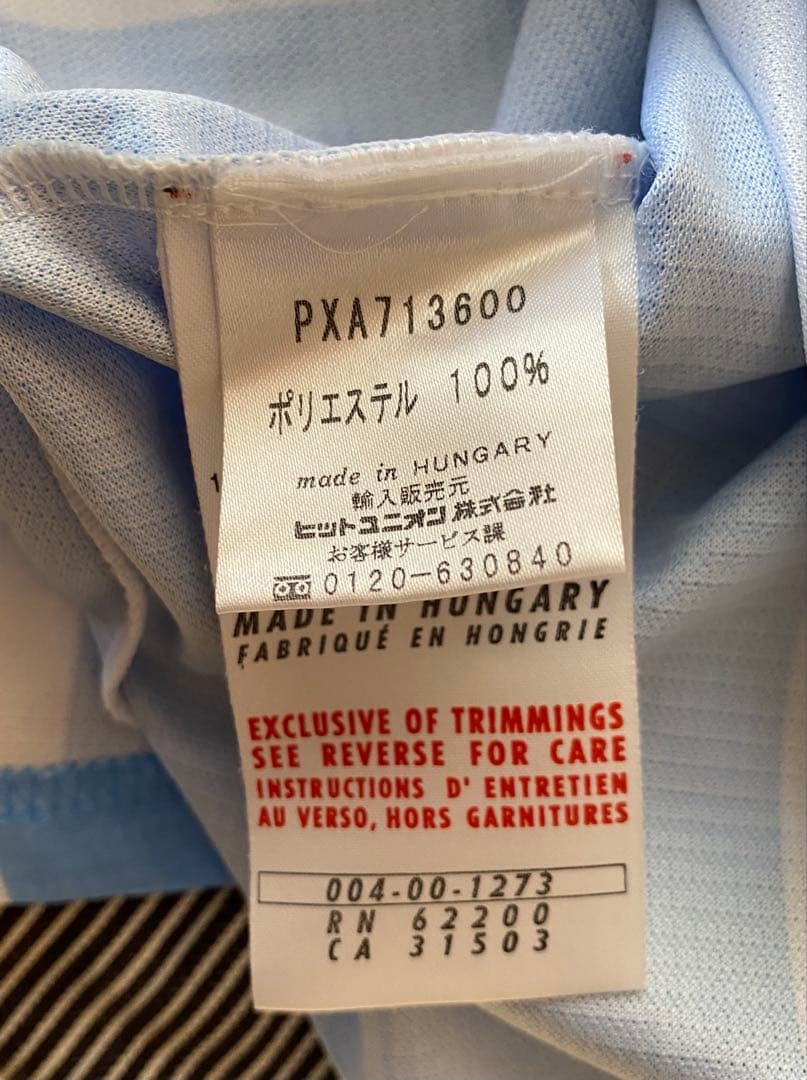 PXA713600
ポリエステル 100%
made in HUNGARY
輸入販売元
ヒットユニオン株式会社
お客様サービス課
0120-630840
MADE IN HUNGARY
FABRIQUÉ EN HONGRIE
EXCLUSIVE OF TRIMMINGS
SEE REVERSE FOR CARE
INSTRUCTIONS D' ENTRETIEN
AU VERSO, HORS GARNITURES
004-00-1273
RN 62200
CA 31503